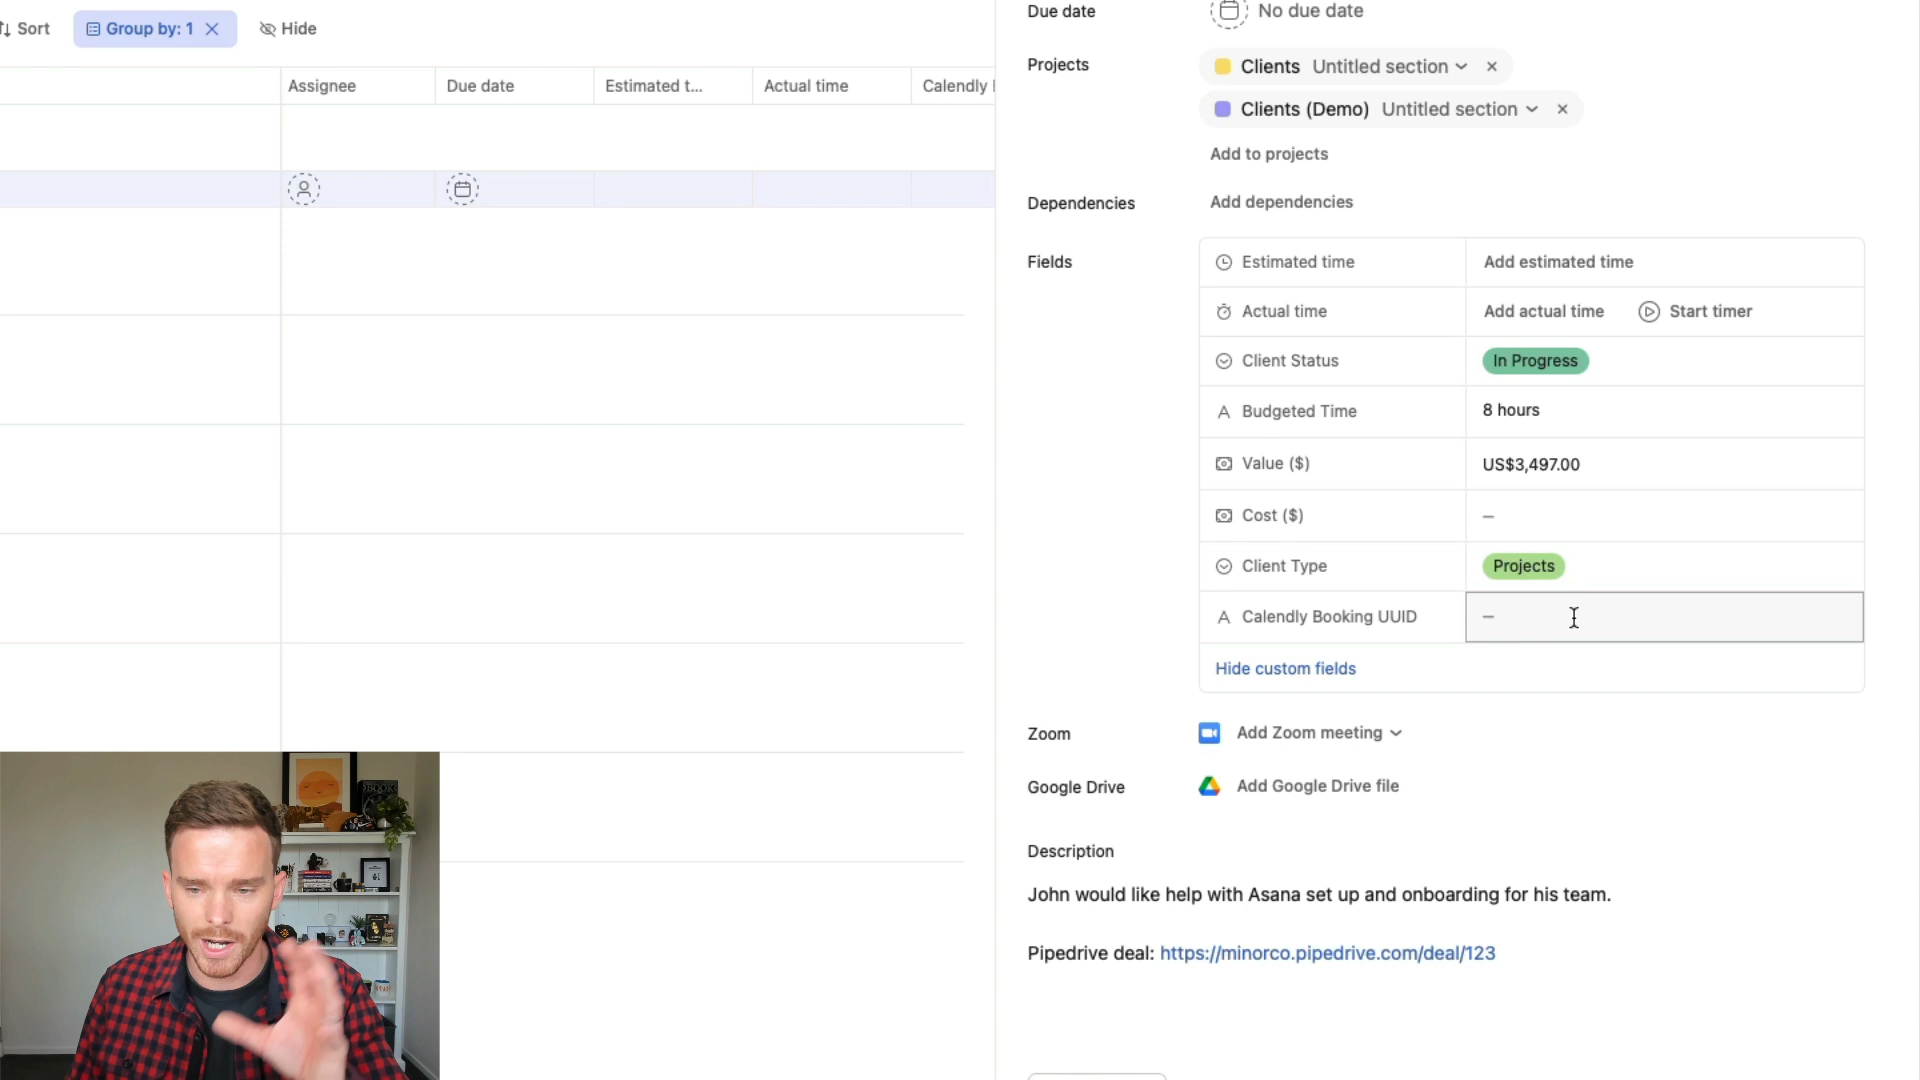 Sort
Group by: 1
Hide
Assignee
Due date
Estimated t...
Actual time
Calendly
Due date
No due date
Projects
Clients Untitled section
Clients (Demo) Untitled section
Add to projects
Dependencies
Add dependencies
Fields
Estimated time
Add estimated time
Actual time
Add actual time
Start timer
Client Status
In Progress
Budgeted Time
8 hours
Value ($)
US$3,497.00
Cost ($)
—
Client Type
Projects
Calendly Booking UUID
—
Hide custom fields
Zoom
Add Zoom meeting
Google Drive
Add Google Drive file
Description
John would like help with Asana set up and onboarding for his team.
Pipedrive deal: https://minorco.pipedrive.com/deal/123